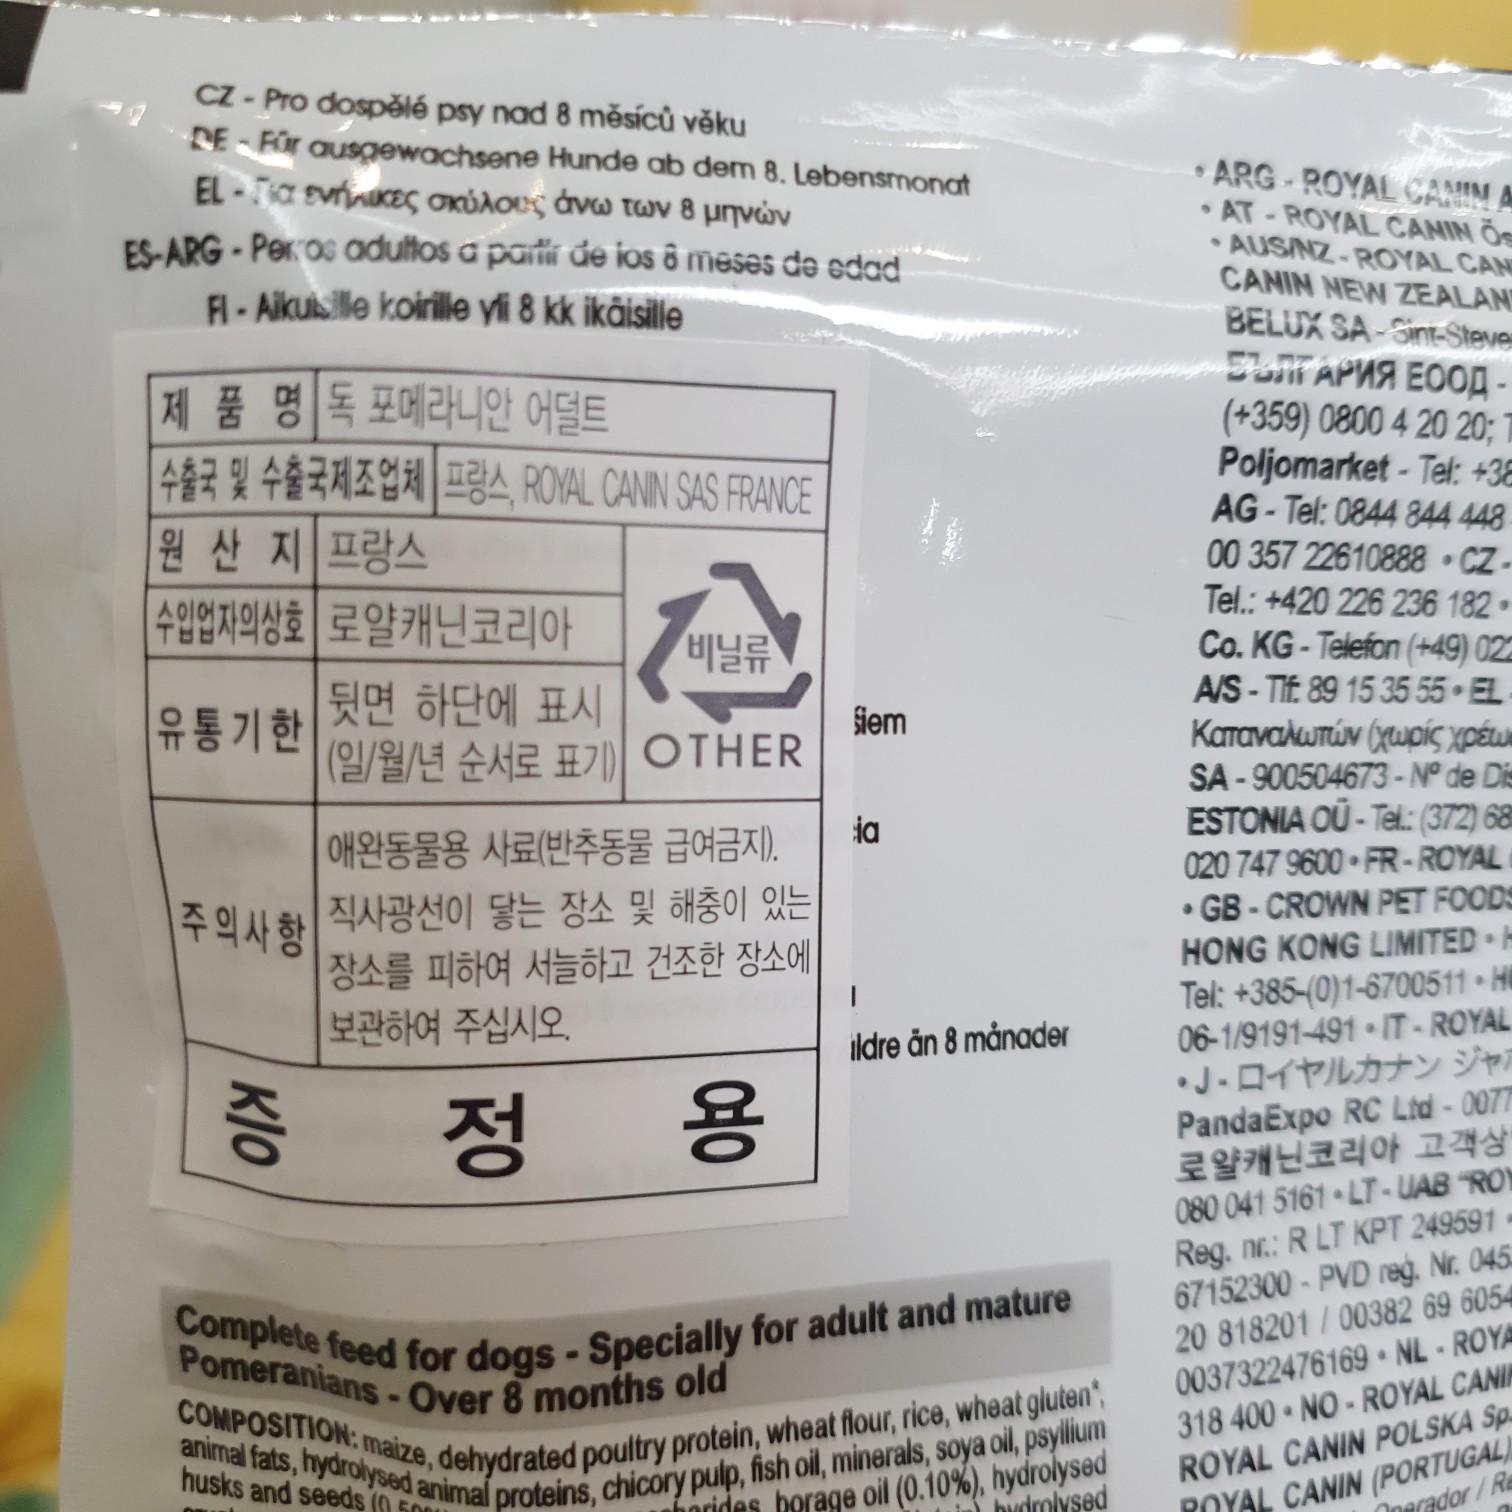 CZ - Pro dospělé psy nad 8 měsíců věku
DE - Für ausgewachsene Hunde ab dem 8. Lebensmonat
EL - Για ενήλικες σκύλους άνω των 8 μηνών
ES-ARG - Perros adultos a partir de los 8 meses de edad
FI - Aikuisille koirille yli 8 kk ikäisille
제 품 명 독 포메라니안 어덜트
수출국 및 수출국제조업체 프랑스, ROYAL CANIN SAS FRANCE
원 산 지 프랑스
수입업자의상호 로얄캐닌코리아
비닐류
OTHER
유통기한 뒷면 하단에 표시
(일/월/년 순서로 표기)
주의사항
애완동물용 사료(반추동물 급여금지).
직사광선이 닿는 장소 및 해충이 있는
장소를 피하여 서늘하고 건조한 장소에
보관하여 주십시오.
증 정 용
än 8 månader
Complete feed for dogs - Specially for adult and mature
Pomeranians - Over 8 months old
COMPOSITION: maize, dehydrated poultry protein, wheat flour, rice, wheat gluten*,
animal fats, hydrolysed animal proteins, chicory pulp, fish oil, minerals, soya oil, psyllium
husks and seeds borage oil (0.10%), hydrolysed
hydrolysed
• ARG - ROYAL CANIN
• AT - ROYAL CANIN
• AUS/NZ - ROYAL
CANIN NEW
BELUX SA -
БЪЛГАРИЯ ЕООД -
(+359) 0800 4 20 20;
Poljomarket - Tel:
AG - Tel: 0844 844 448
00 357 22610888 • CZ -
Tel.: +420 226 236 182 •
Co. KG - Telefon (+49)
A/S - Tlf: 89 15 35 55 • EL
Καταναλωτών (χωρίς
SA - 900504673 - Nº de
ESTONIA OÜ - Tel.: (372)
020 747 9600 • FR - ROYAL
• GB - CROWN PET FOODS
HONG KONG LIMITED •
Tel: +385-(0)1-6700511 •
06-1/9191-491 • IT - ROYAL
• J - ロイヤルカナン
PandaExpo RC Ltd -
로얄캐닌코리아
080 041 5161 • LT - UAB
Reg. nr.: R LT KPT 249591
67152300 - PVD reģ. Nr.
20 818201 / 00382 69
0037322476169 • NL -
318 400 • NO - ROYAL
ROYAL CANIN POLSKA
ROYAL CANIN (PORTUGAL)